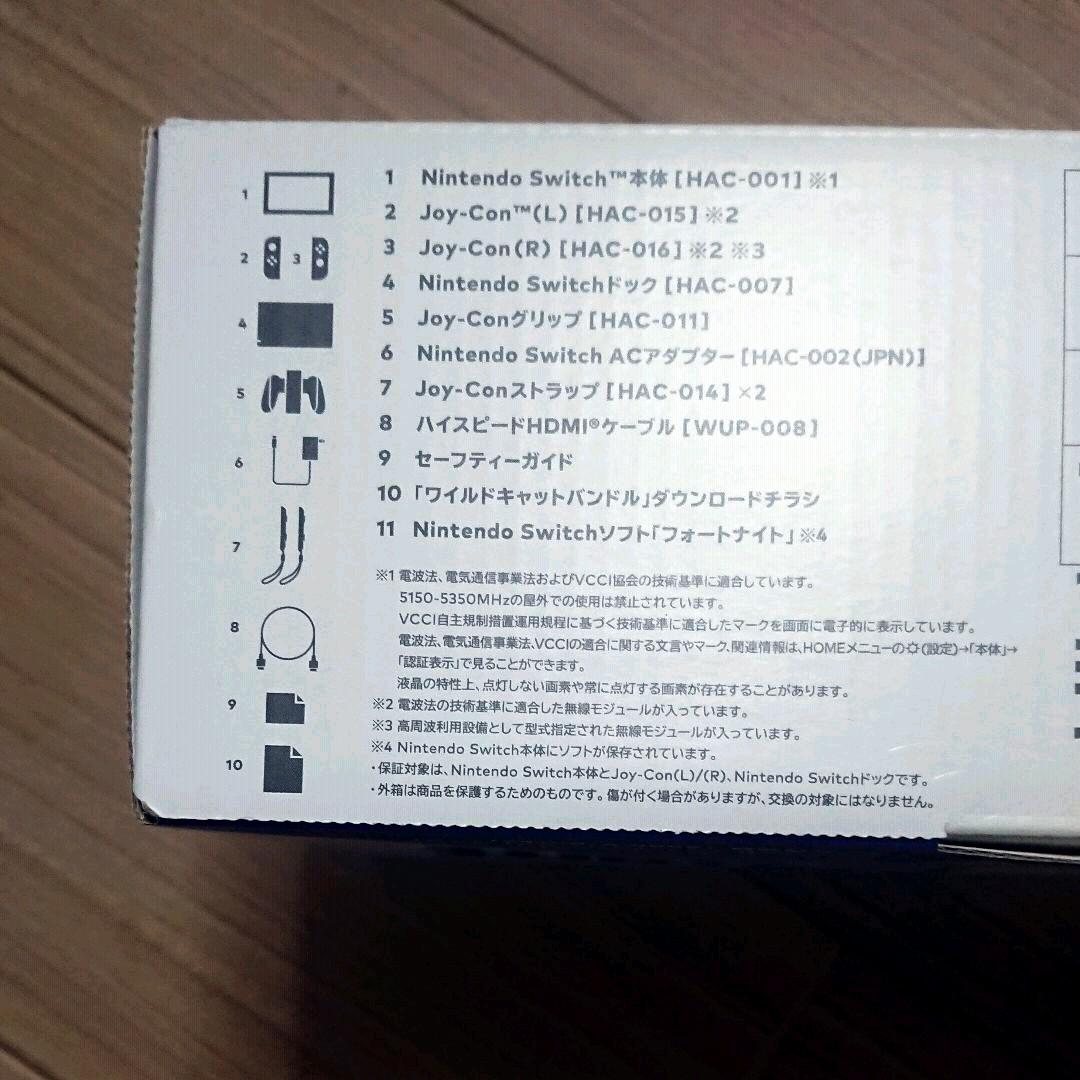 1 Nintendo Switch™本体[HAC-001]※1
2 Joy-Con™(L)[HAC-015]※2
3 Joy-Con(R)[HAC-016]※2 ※3
4 Nintendo Switchドック[HAC-007]
5 Joy-Conグリップ[HAC-011]
6 Nintendo Switch ACアダプター[HAC-002(JPN)]
7 Joy-Conストラップ[HAC-014]×2
8 ハイスピードHDMI®ケーブル[WUP-008]
9 セーフティーガイド
10 「ワイルドキャットバンドル」ダウンロードチラシ
11 Nintendo Switchソフト「フォートナイト」※4
※1 電波法、電気通信事業法およびVCCI協会の技術基準に適合しています。
5150-5350MHzの屋外での使用は禁止されています。
VCCI自主規制措置運用規程に基づく技術基準に適合したマークを画面に電子的に表示しています。
電波法、電気通信事業法、VCCIの適合に関する文言やマーク、関連情報は、HOMEメニューの(設定)→「本体」→
「認証表示」で見ることができます。
液晶の特性上、点灯しない画素や常に点灯する画素が存在することがあります。
※2 電波法の技術基準に適合した無線モジュールが入っています。
※3 高周波利用設備として型式指定された無線モジュールが入っています。
※4 Nintendo Switch本体にソフトが保存されています。
・保証対象は、Nintendo Switch本体とJoy-Con(L)/(R)、Nintendo Switchドックです。
・外箱は商品を保護するためのものです。傷が付く場合がありますが、交換の対象にはなりません。
1
2 3
4
5
6
7
8
9
10